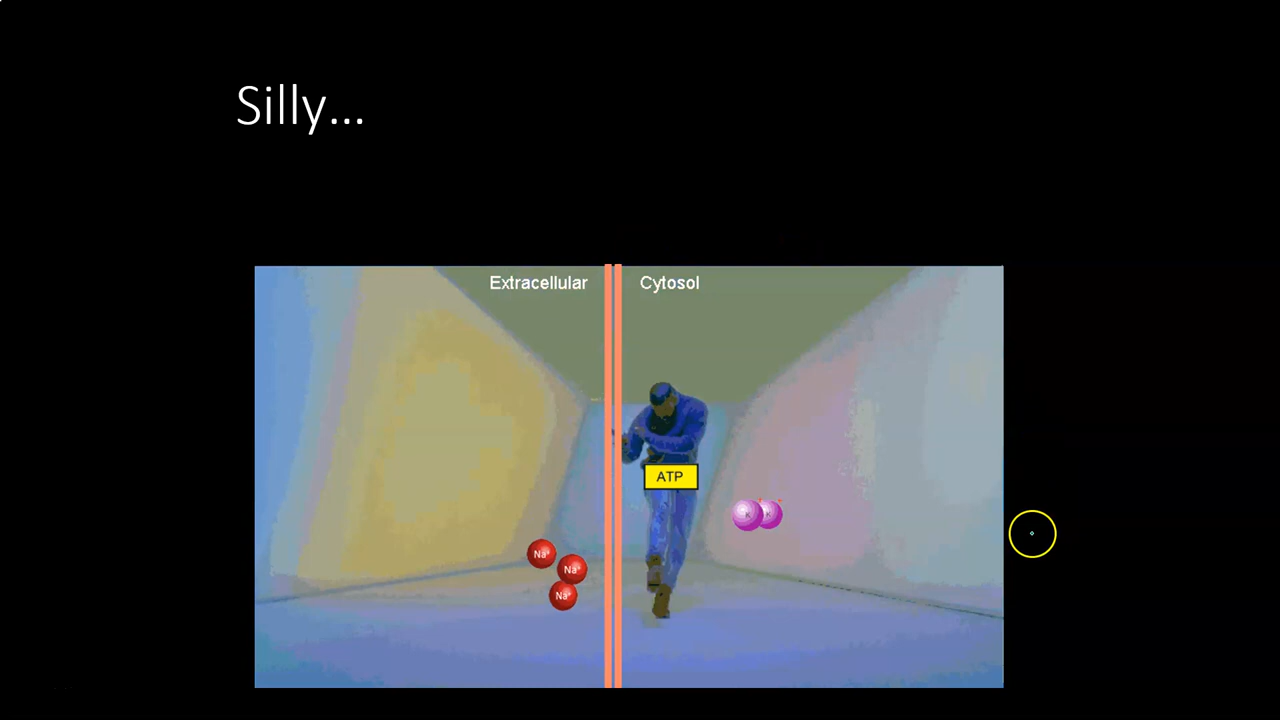 Silly...
Extracellular
Cytosol
ATP
K
K
Na⁺
Na⁺
Na⁺